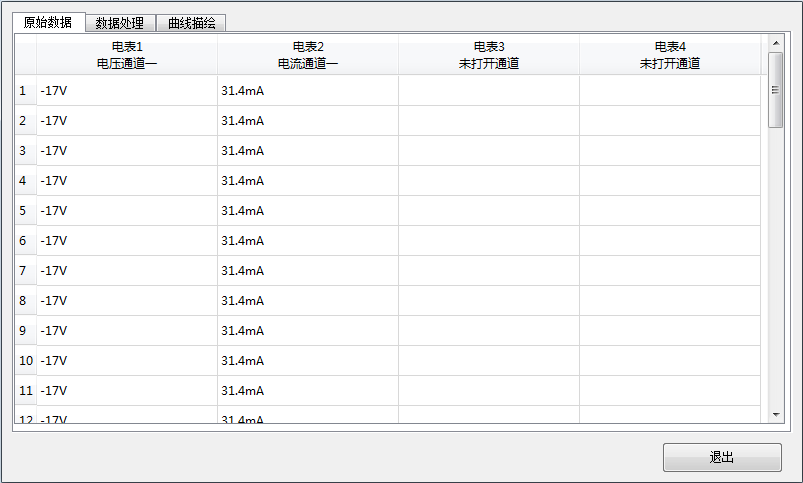 原始数据 数据处理 曲线描绘
电表1 电表2 电表3 电表4
电压通道一 电流通道一 未打开通道 未打开通道
1 -17V 31.4mA
2 -17V 31.4mA
3 -17V 31.4mA
4 -17V 31.4mA
5 -17V 31.4mA
6 -17V 31.4mA
7 -17V 31.4mA
8 -17V 31.4mA
9 -17V 31.4mA
10 -17V 31.4mA
11 -17V 31.4mA
12 -17V 31.4mA
退出